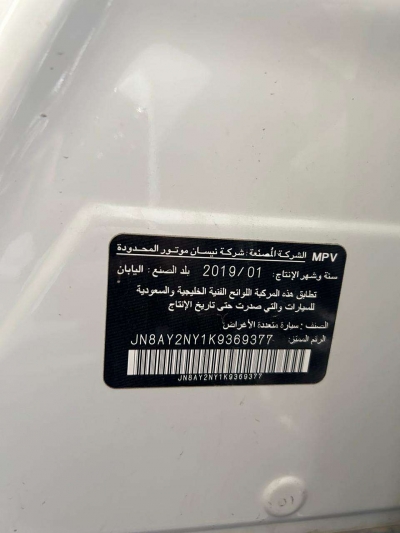 MPV الشركة المصنعة : شركة نيسان موتور المحدودة
سنة وشهر الإنتاج: 2019/01 بلد الصنع : اليابان
تطابق هذه المركبة اللوائح الفنية الخليجية والسعودية
للسيارات والتي صدرت حتى تاريخ الإنتاج
الصنف : سيارة متعددة الأغراض
الرقم المميز: JN8AY2NY1K9369377
JN8AY2NY1K9369377